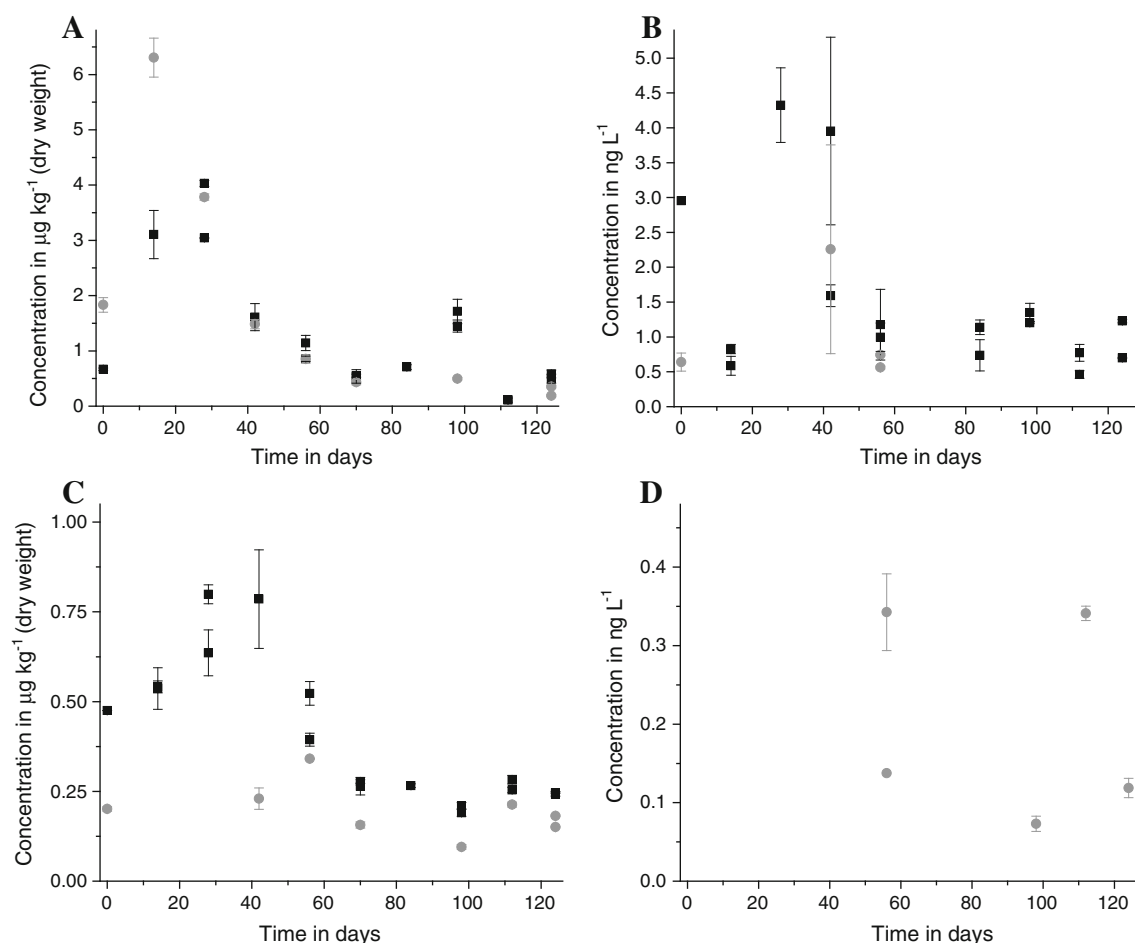 A
Concentration in µg kg⁻¹ (dry weight)
6
5
4
3
2
1
0
0 20 40 60 80 100 120
Time in days
B
Concentration in ng L⁻¹
5.0
4.5
4.0
3.5
3.0
2.5
2.0
1.5
1.0
0.5
0.0
0 20 40 60 80 100 120
Time in days
C
Concentration in µg kg⁻¹ (dry weight)
1.00
0.75
0.50
0.25
0.00
0 20 40 60 80 100 120
Time in days
D
Concentration in ng L⁻¹
0.4
0.3
0.2
0.1
0.0
0 20 40 60 80 100 120
Time in days